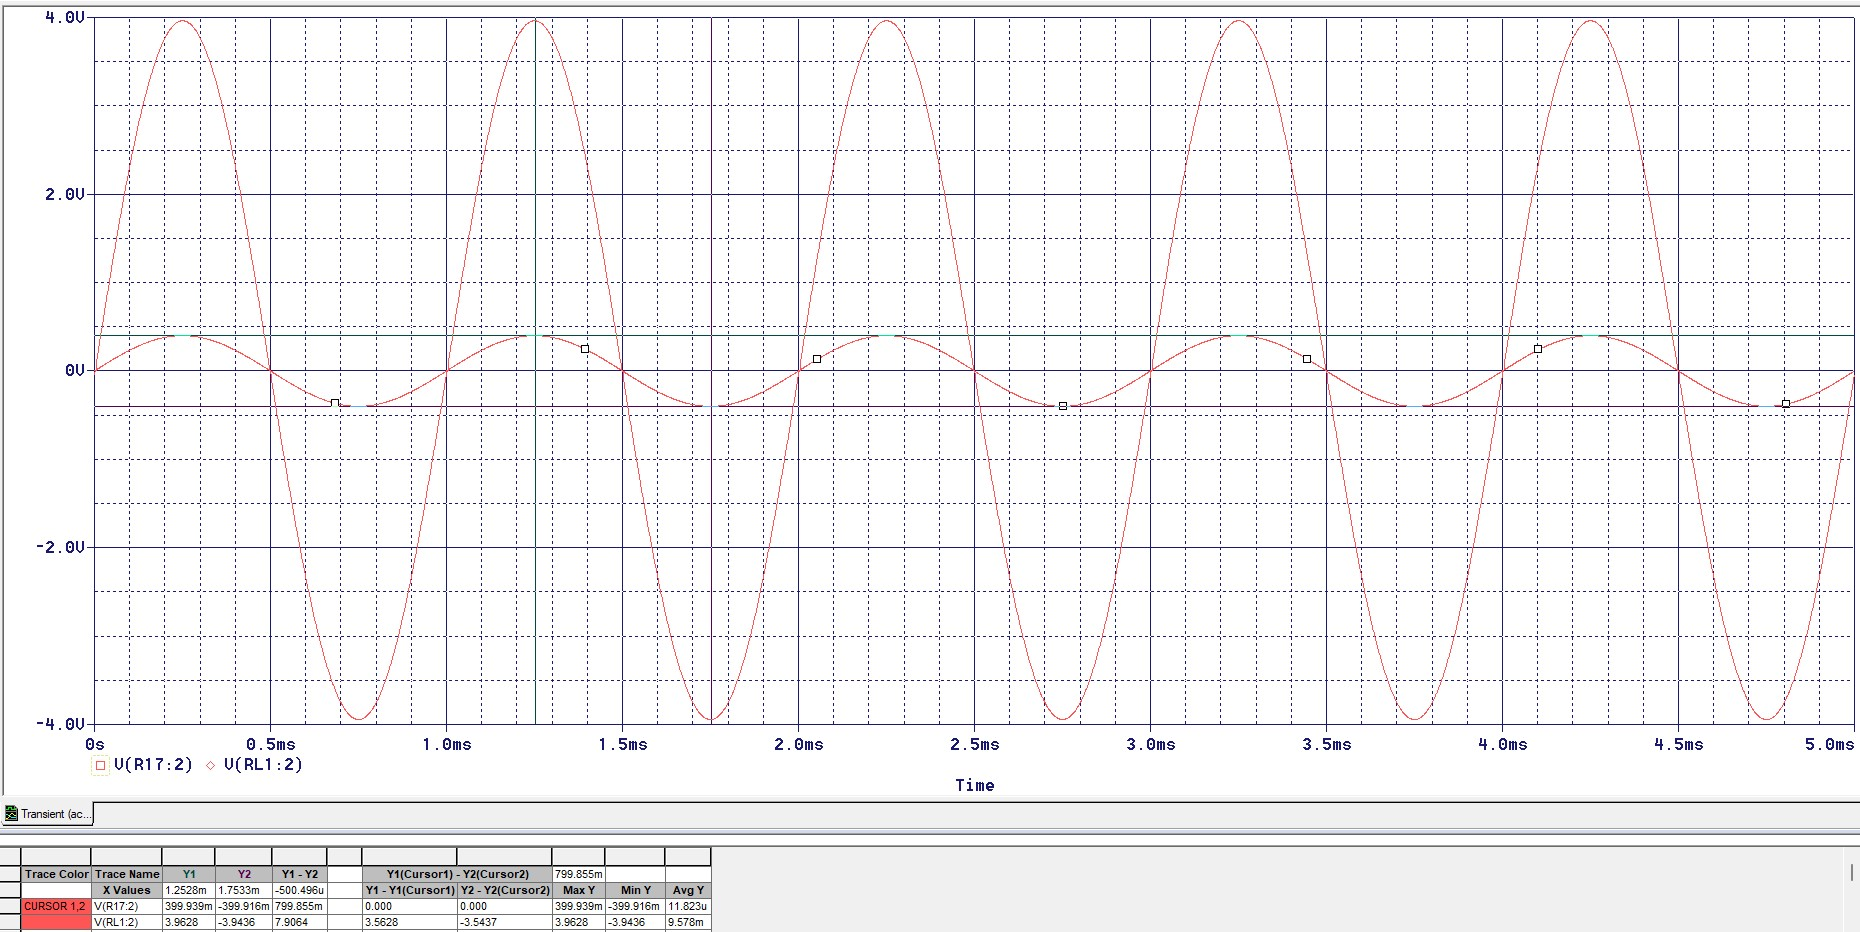 4.0V
2.0V
0V
-2.0V
-4.0V
0s 0.5ms 1.0ms 1.5ms 2.0ms 2.5ms 3.0ms 3.5ms 4.0ms 4.5ms 5.0ms
V(R17:2) V(RL1:2)
Time
Transient (ac...
Trace Color Trace Name Y1 Y2 Y1 - Y2 Y1(Cursor1) - Y2(Cursor2) 799.855m
X Values 1.2528m 1.7533m -500.496u Y1 - Y1(Cursor1) Y2 - Y2(Cursor2) Max Y Min Y Avg Y
CURSOR 1,2 V(R17:2) 399.939m -399.916m 799.855m 0.000 0.000 399.939m -399.916m 11.823u
V(RL1:2) 3.9628 -3.9436 7.9064 3.5628 -3.5437 3.9628 -3.9436 9.578m